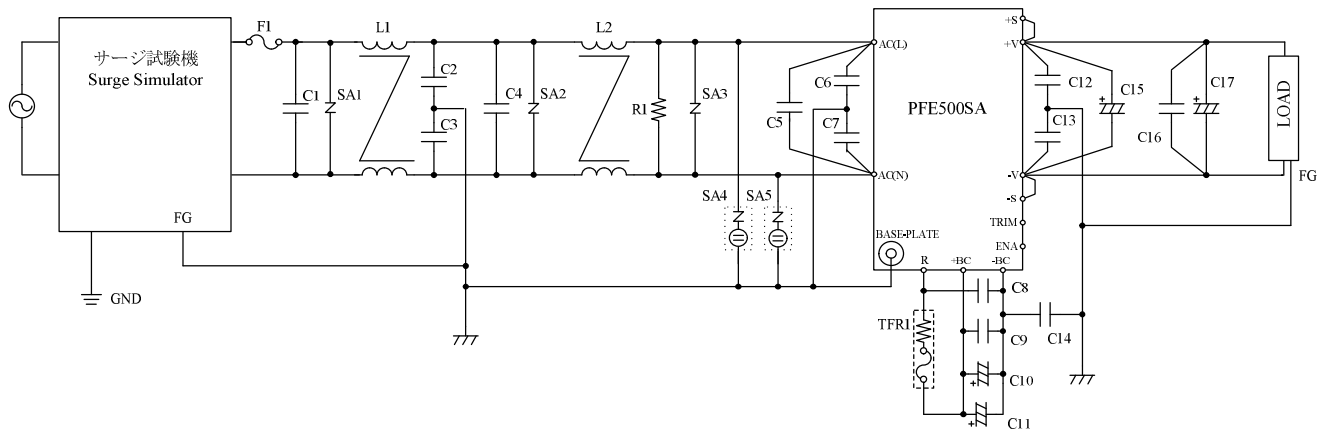 サージ試験機
Surge Simulator
FG
GND
F1
L1
L2
C1
SA1
C2
C3
C4
SA2
R1
SA3
SA4
SA5
C5
C6
C7
AC(L)
AC(N)
PFE500SA
BASE-PLATE
R
+BC
-BC
+S
+V
-V
-S
TRIM
ENA
C8
C9
C10
C11
TFR1
C14
C12
C13
C15
C16
C17
LOAD
FG